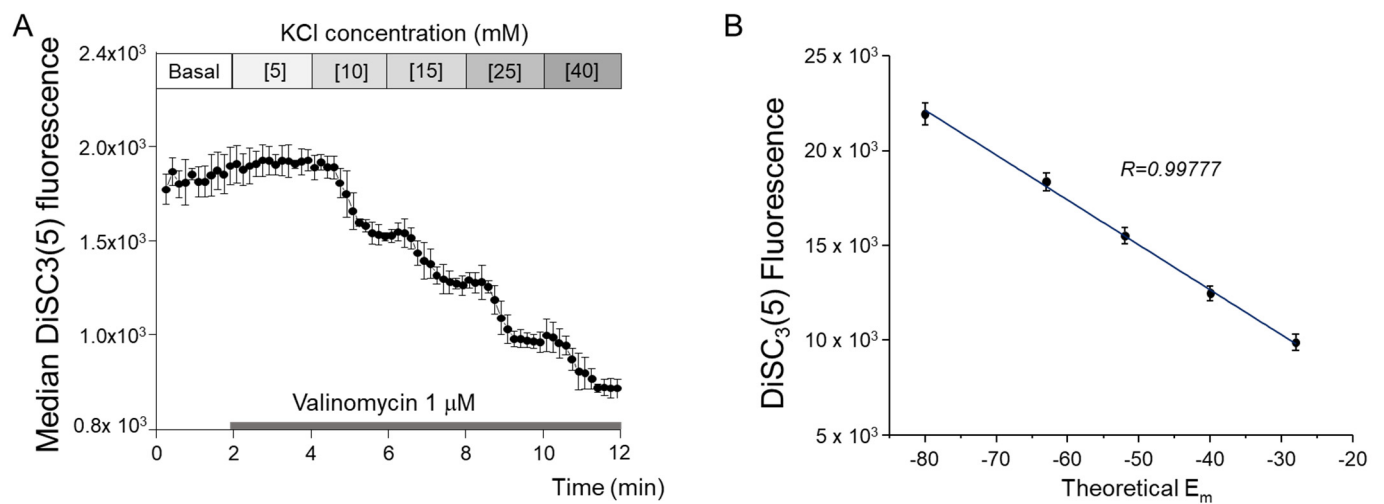 A
KCl concentration (mM)
Basal [5] [10] [15] [25] [40]
Median DiSC3(5) fluorescence
2.4x10³
2.0x10³
1.5x10³
1.0x10³
0.8x 10³
Valinomycin 1 µM
0 2 4 6 8 10 12
Time (min)
B
DiSC₃(5) Fluorescence
25 x 10³
20 x 10³
15 x 10³
10 x 10³
5 x 10³
R=0.99777
-80 -70 -60 -50 -40 -30 -20
Theoretical Eₘ